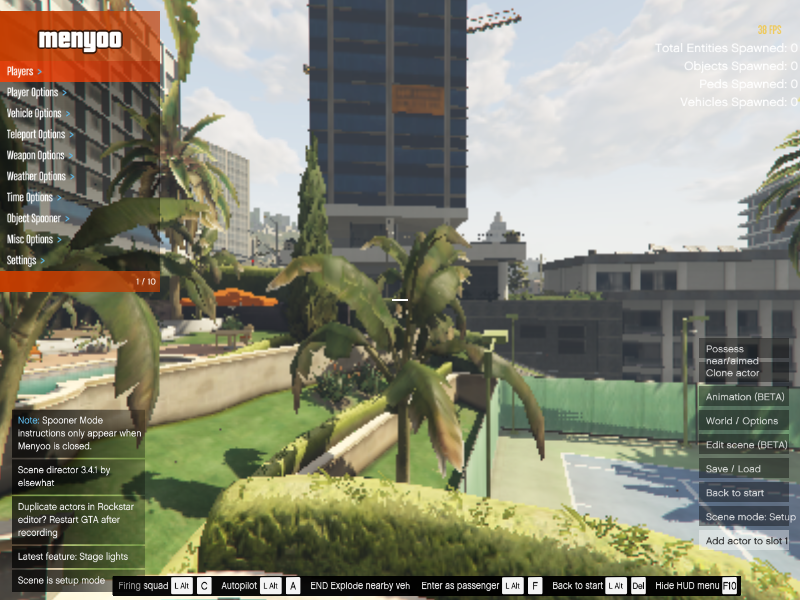 menyoo
Players >
Player Options >
Vehicle Options >
Teleport Options >
Weapon Options
Weather Options >
Time Options >
Object Spooner >
Misc Options >
Settings >
1 / 10
38 FPS
Total Entities Spawned: 0
Objects Spawned: 0
Peds Spawned: 0
Vehicles Spawned: 0
Note: Spooner Mode
instructions only appear when
Menyoo is closed.
Scene director 3.4.1 by
elsewhat
Duplicate actors in Rockstar
editor? Restart GTA after
recording
Latest feature: Stage lights
Scene is setup mode
Possess
near/aimed
Clone actor
Animation (BETA)
World / Options
Edit scene (BETA)
Save / Load
Back to start
Scene mode: Setup
Add actor to slot 1
Firing squad L Alt C Autopilot L Alt A END Explode nearby veh Enter as passenger L Alt F Back to start L Alt Del Hide HUD menu F10